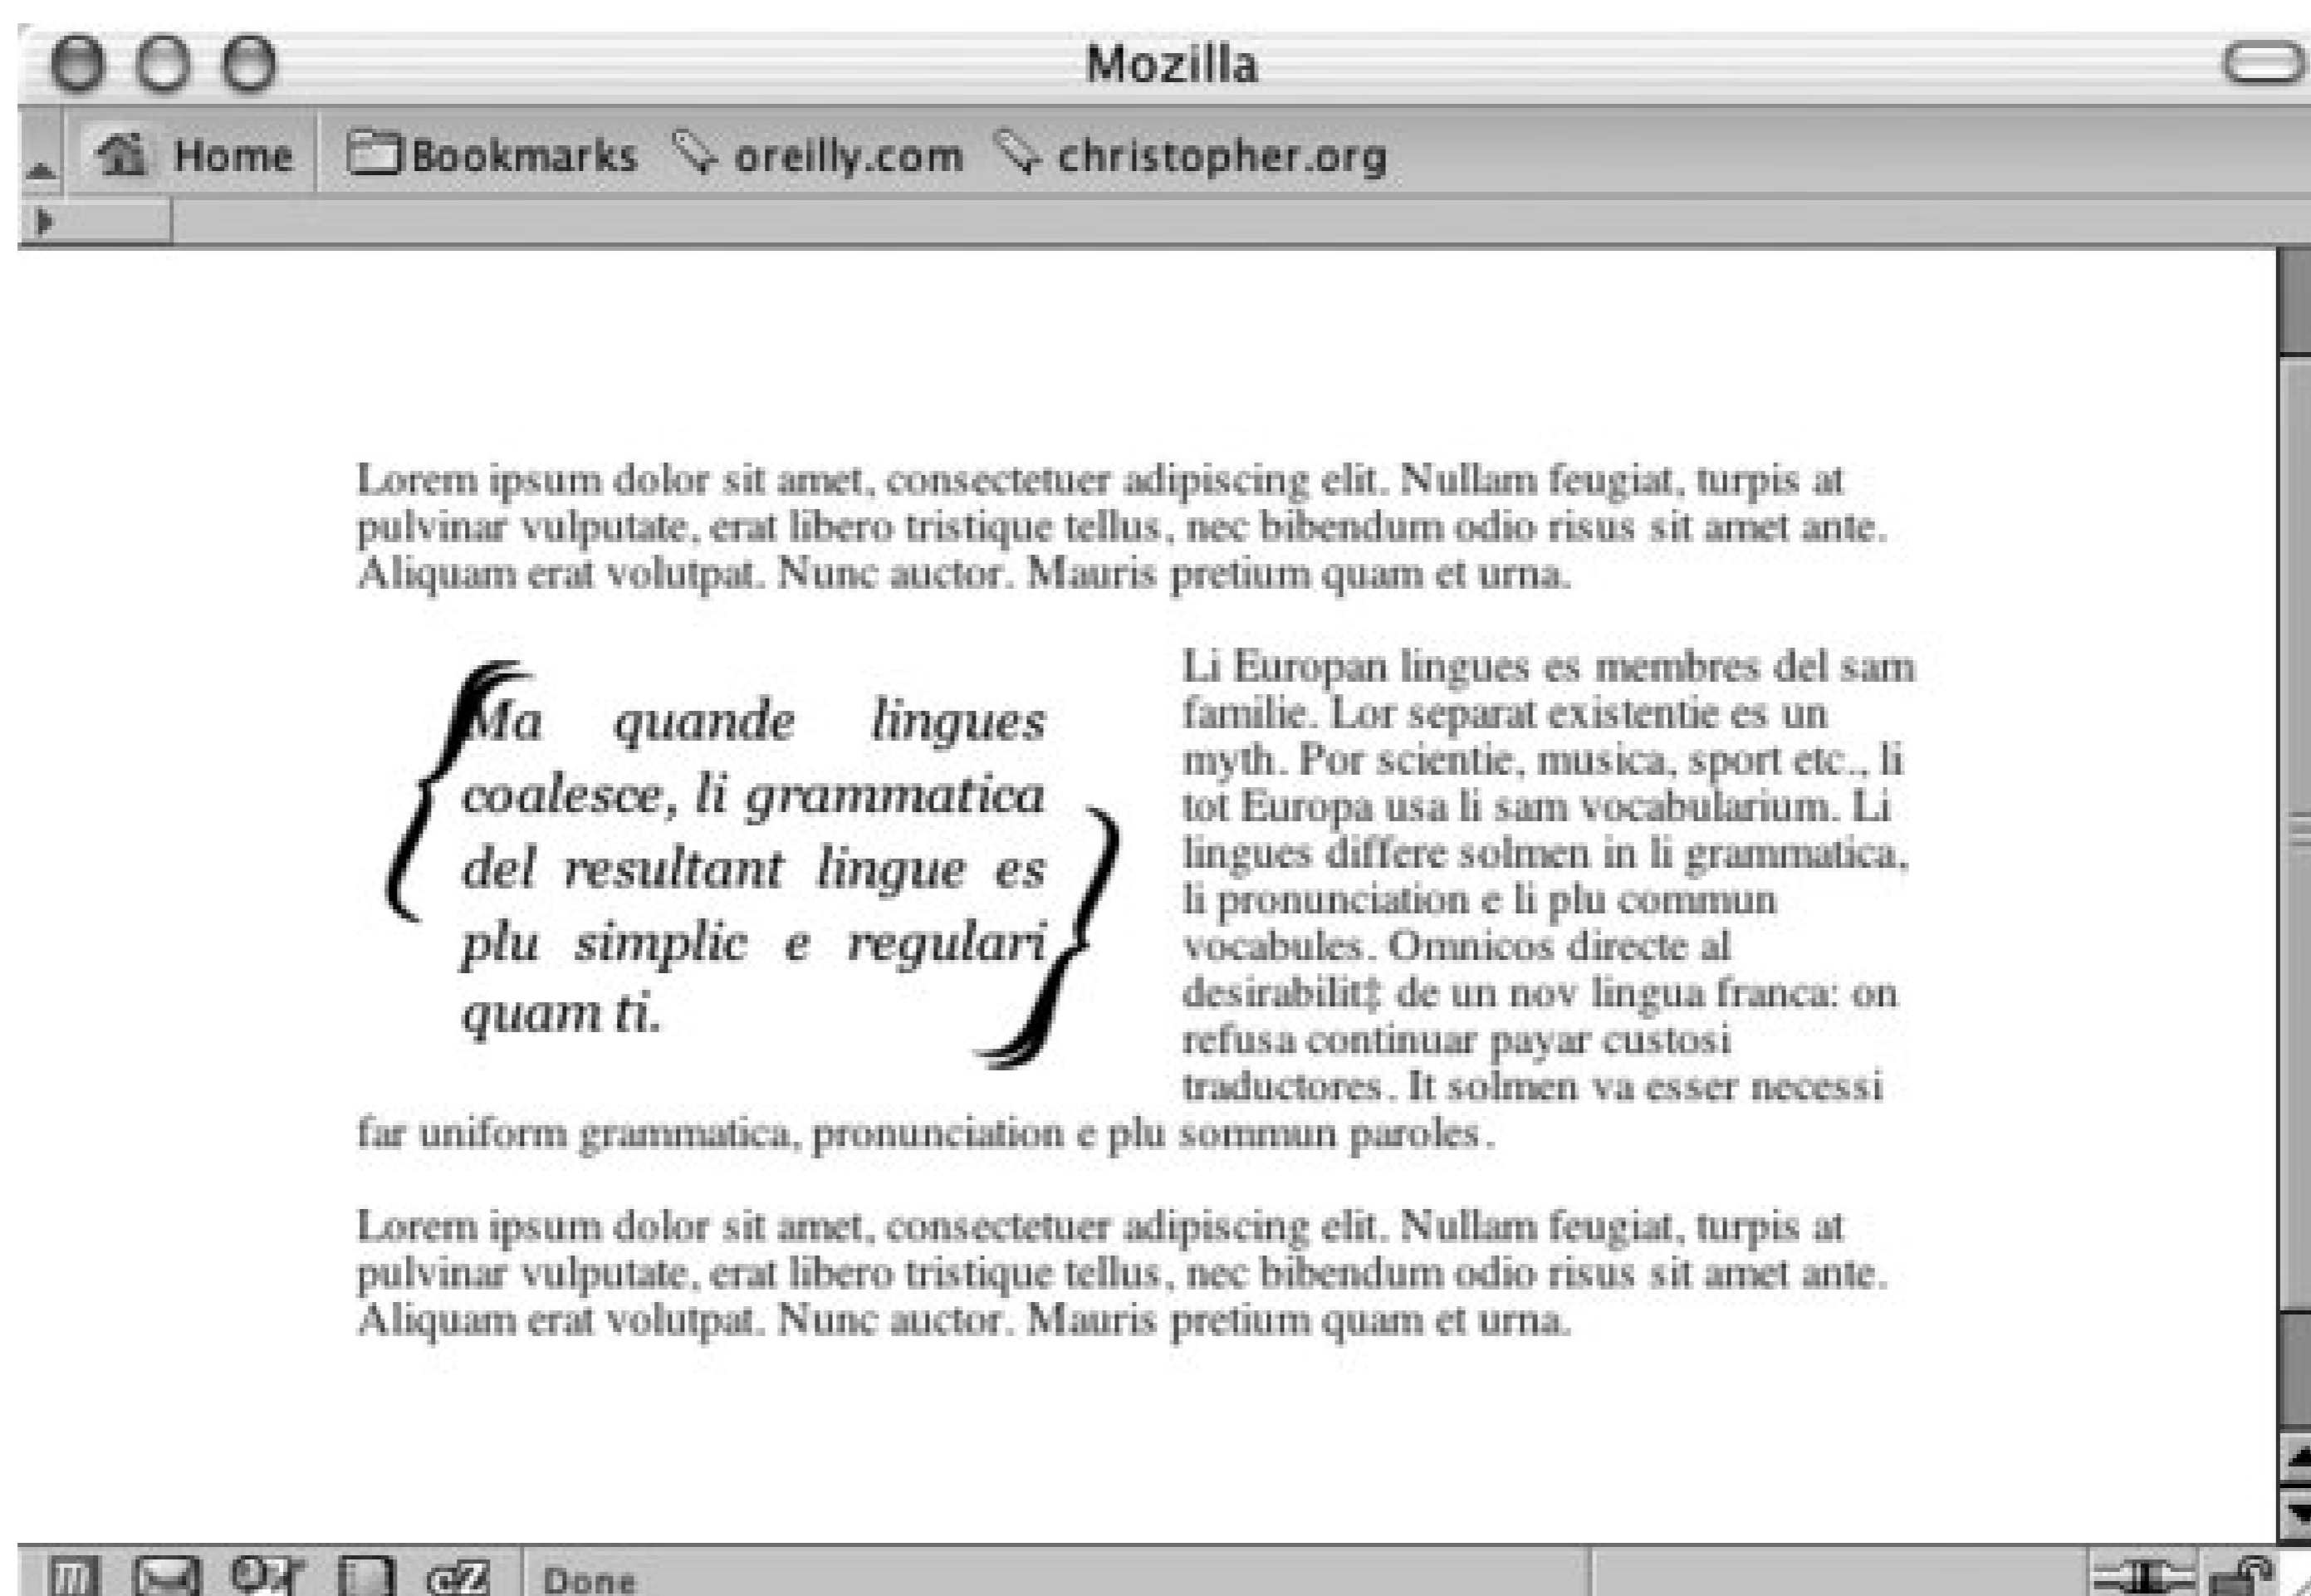 Mozilla
Home Bookmarks oreilly.com christopher.org
Lorem ipsum dolor sit amet, consectetuer adipiscing elit. Nullam feugiat, turpis at
pulvinar vulputate, erat libero tristique tellus, nec bibendum odio risus sit amet ante.
Aliquam erat volutpat. Nunc auctor. Mauris pretium quam et urna.
Ma quande lingues
coalesce, li grammatica
del resultant lingue es
plu simplic e regulari
quam ti.
Li Europan lingues es membres del sam
familie. Lor separat existentie es un
myth. Por scientie, musica, sport etc., li
tot Europa usa li sam vocabularium. Li
lingues differe solmen in li grammatica,
li pronunciation e li plu commun
vocabules. Omnicos directe al
desirabilit‡ de un nov lingua franca: on
refusa continuar payar custosi
traductores. It solmen va esser necessi
far uniform grammatica, pronunciation e plu sommun paroles.
Lorem ipsum dolor sit amet, consectetuer adipiscing elit. Nullam feugiat, turpis at
pulvinar vulputate, erat libero tristique tellus, nec bibendum odio risus sit amet ante.
Aliquam erat volutpat. Nunc auctor. Mauris pretium quam et urna.
Done